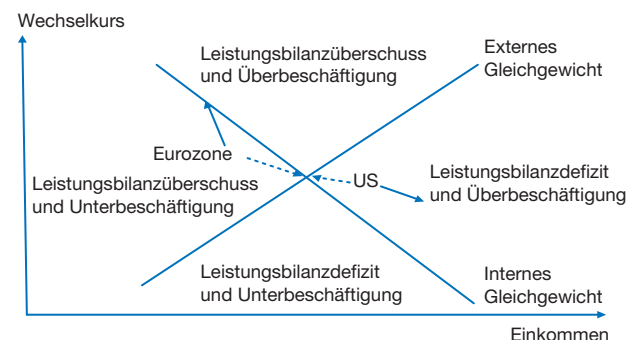 Wechselkurs
Leistungsbilanzüberschuss
und Überbeschäftigung
Externes
Gleichgewicht
Eurozone
Leistungsbilanzüberschuss
und Unterbeschäftigung
US
Leistungsbilanzdefizit
und Überbeschäftigung
Leistungsbilanzdefizit
und Unterbeschäftigung
Internes
Gleichgewicht
Einkommen